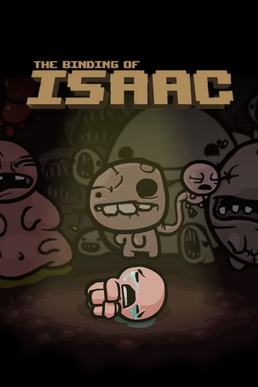 THE BINDING OF
ISAAC